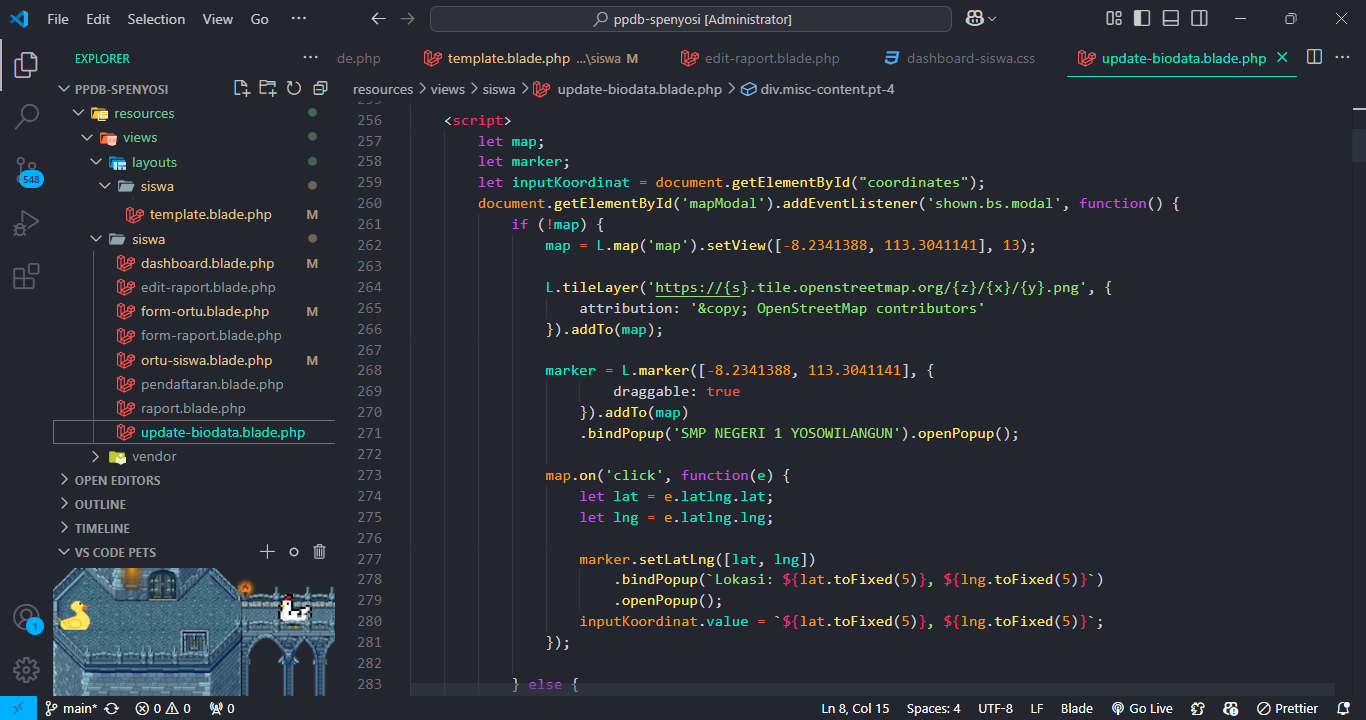 File Edit Selection View Go ··· ppdb-spenyosi [Administrator]
EXPLORER ···
de.php template.blade.php ...\siswa M edit-raport.blade.php dashboard-siswa.css update-biodata.blade.php ···
PPDB-SPENYOSI
resources > views > siswa > update-biodata.blade.php > div.misc-content.pt-4
resources
views
layouts
siswa
template.blade.php M
siswa
dashboard.blade.php M
edit-raport.blade.php
form-ortu.blade.php M
form-raport.blade.php
ortu-siswa.blade.php M
pendaftaran.blade.php
raport.blade.php
update-biodata.blade.php
vendor
OPEN EDITORS
OUTLINE
TIMELINE
VS CODE PETS
548
1
255
256 <script>
257 let map;
258 let marker;
259 let inputKoordinat = document.getElementById("coordinates");
260 document.getElementById('mapModal').addEventListener('shown.bs.modal', function() {
261 if (!map) {
262 map = L.map('map').setView([-8.2341388, 113.3041141], 13);
263
264 L.tileLayer('https://{s}.tile.openstreetmap.org/{z}/{x}/{y}.png', {
265 attribution: '&copy; OpenStreetMap contributors'
266 }).addTo(map);
267
268 marker = L.marker([-8.2341388, 113.3041141], {
269 draggable: true
270 }).addTo(map)
271 .bindPopup('SMP NEGERI 1 YOSOWILANGUN').openPopup();
272
273 map.on('click', function(e) {
274 let lat = e.latlng.lat;
275 let lng = e.latlng.lng;
276
277 marker.setLatLng([lat, lng])
278 .bindPopup(`Lokasi: ${lat.toFixed(5)}, ${lng.toFixed(5)}`)
279 .openPopup();
280 inputKoordinat.value = `${lat.toFixed(5)}, ${lng.toFixed(5)}`;
281 });
282
283 } else {
main* 0 0 0 Ln 8, Col 15 Spaces: 4 UTF-8 LF Blade Go Live Prettier